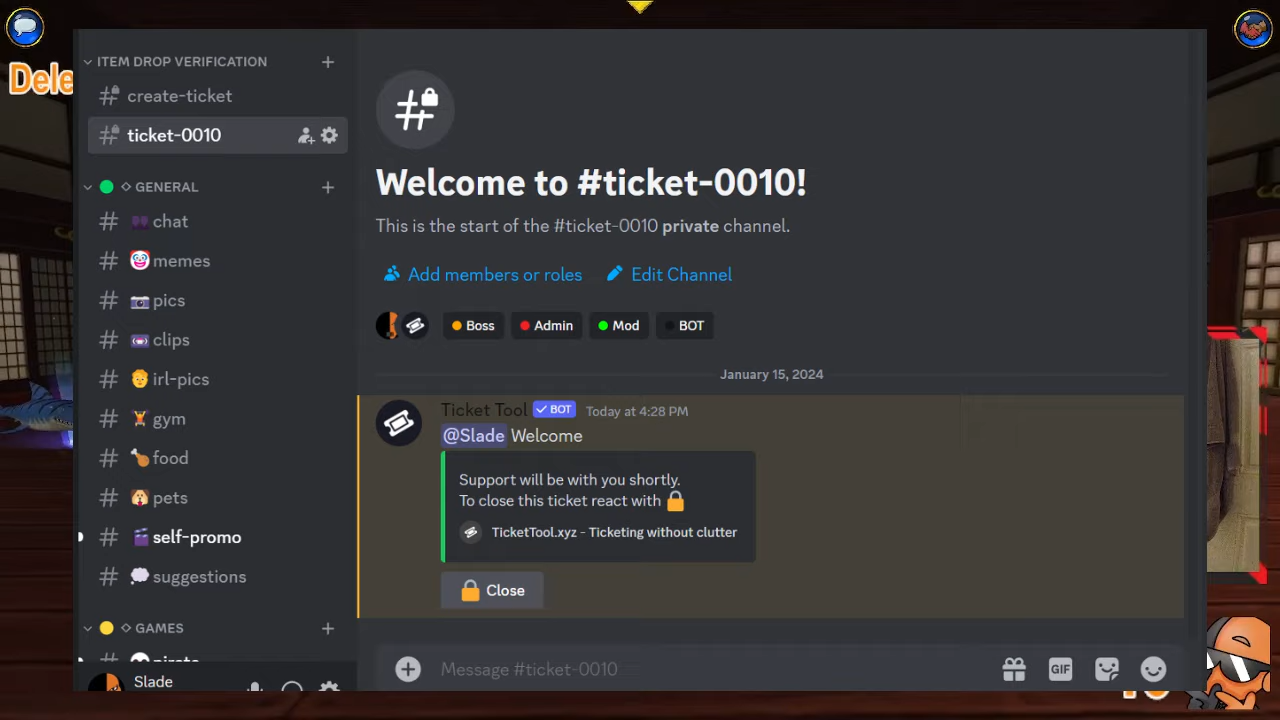 Dele
ITEM DROP VERIFICATION
create-ticket
ticket-0010
GENERAL
chat
memes
pics
clips
irl-pics
gym
food
pets
self-promo
suggestions
GAMES
pirate
Slade
Welcome to #ticket-0010!
This is the start of the #ticket-0010 private channel.
Add members or roles Edit Channel
Boss Admin Mod BOT
January 15, 2024
Ticket Tool BOT Today at 4:28 PM
@Slade Welcome
Support will be with you shortly.
To close this ticket react with
TicketTool.xyz - Ticketing without clutter
Close
Message #ticket-0010
GIF